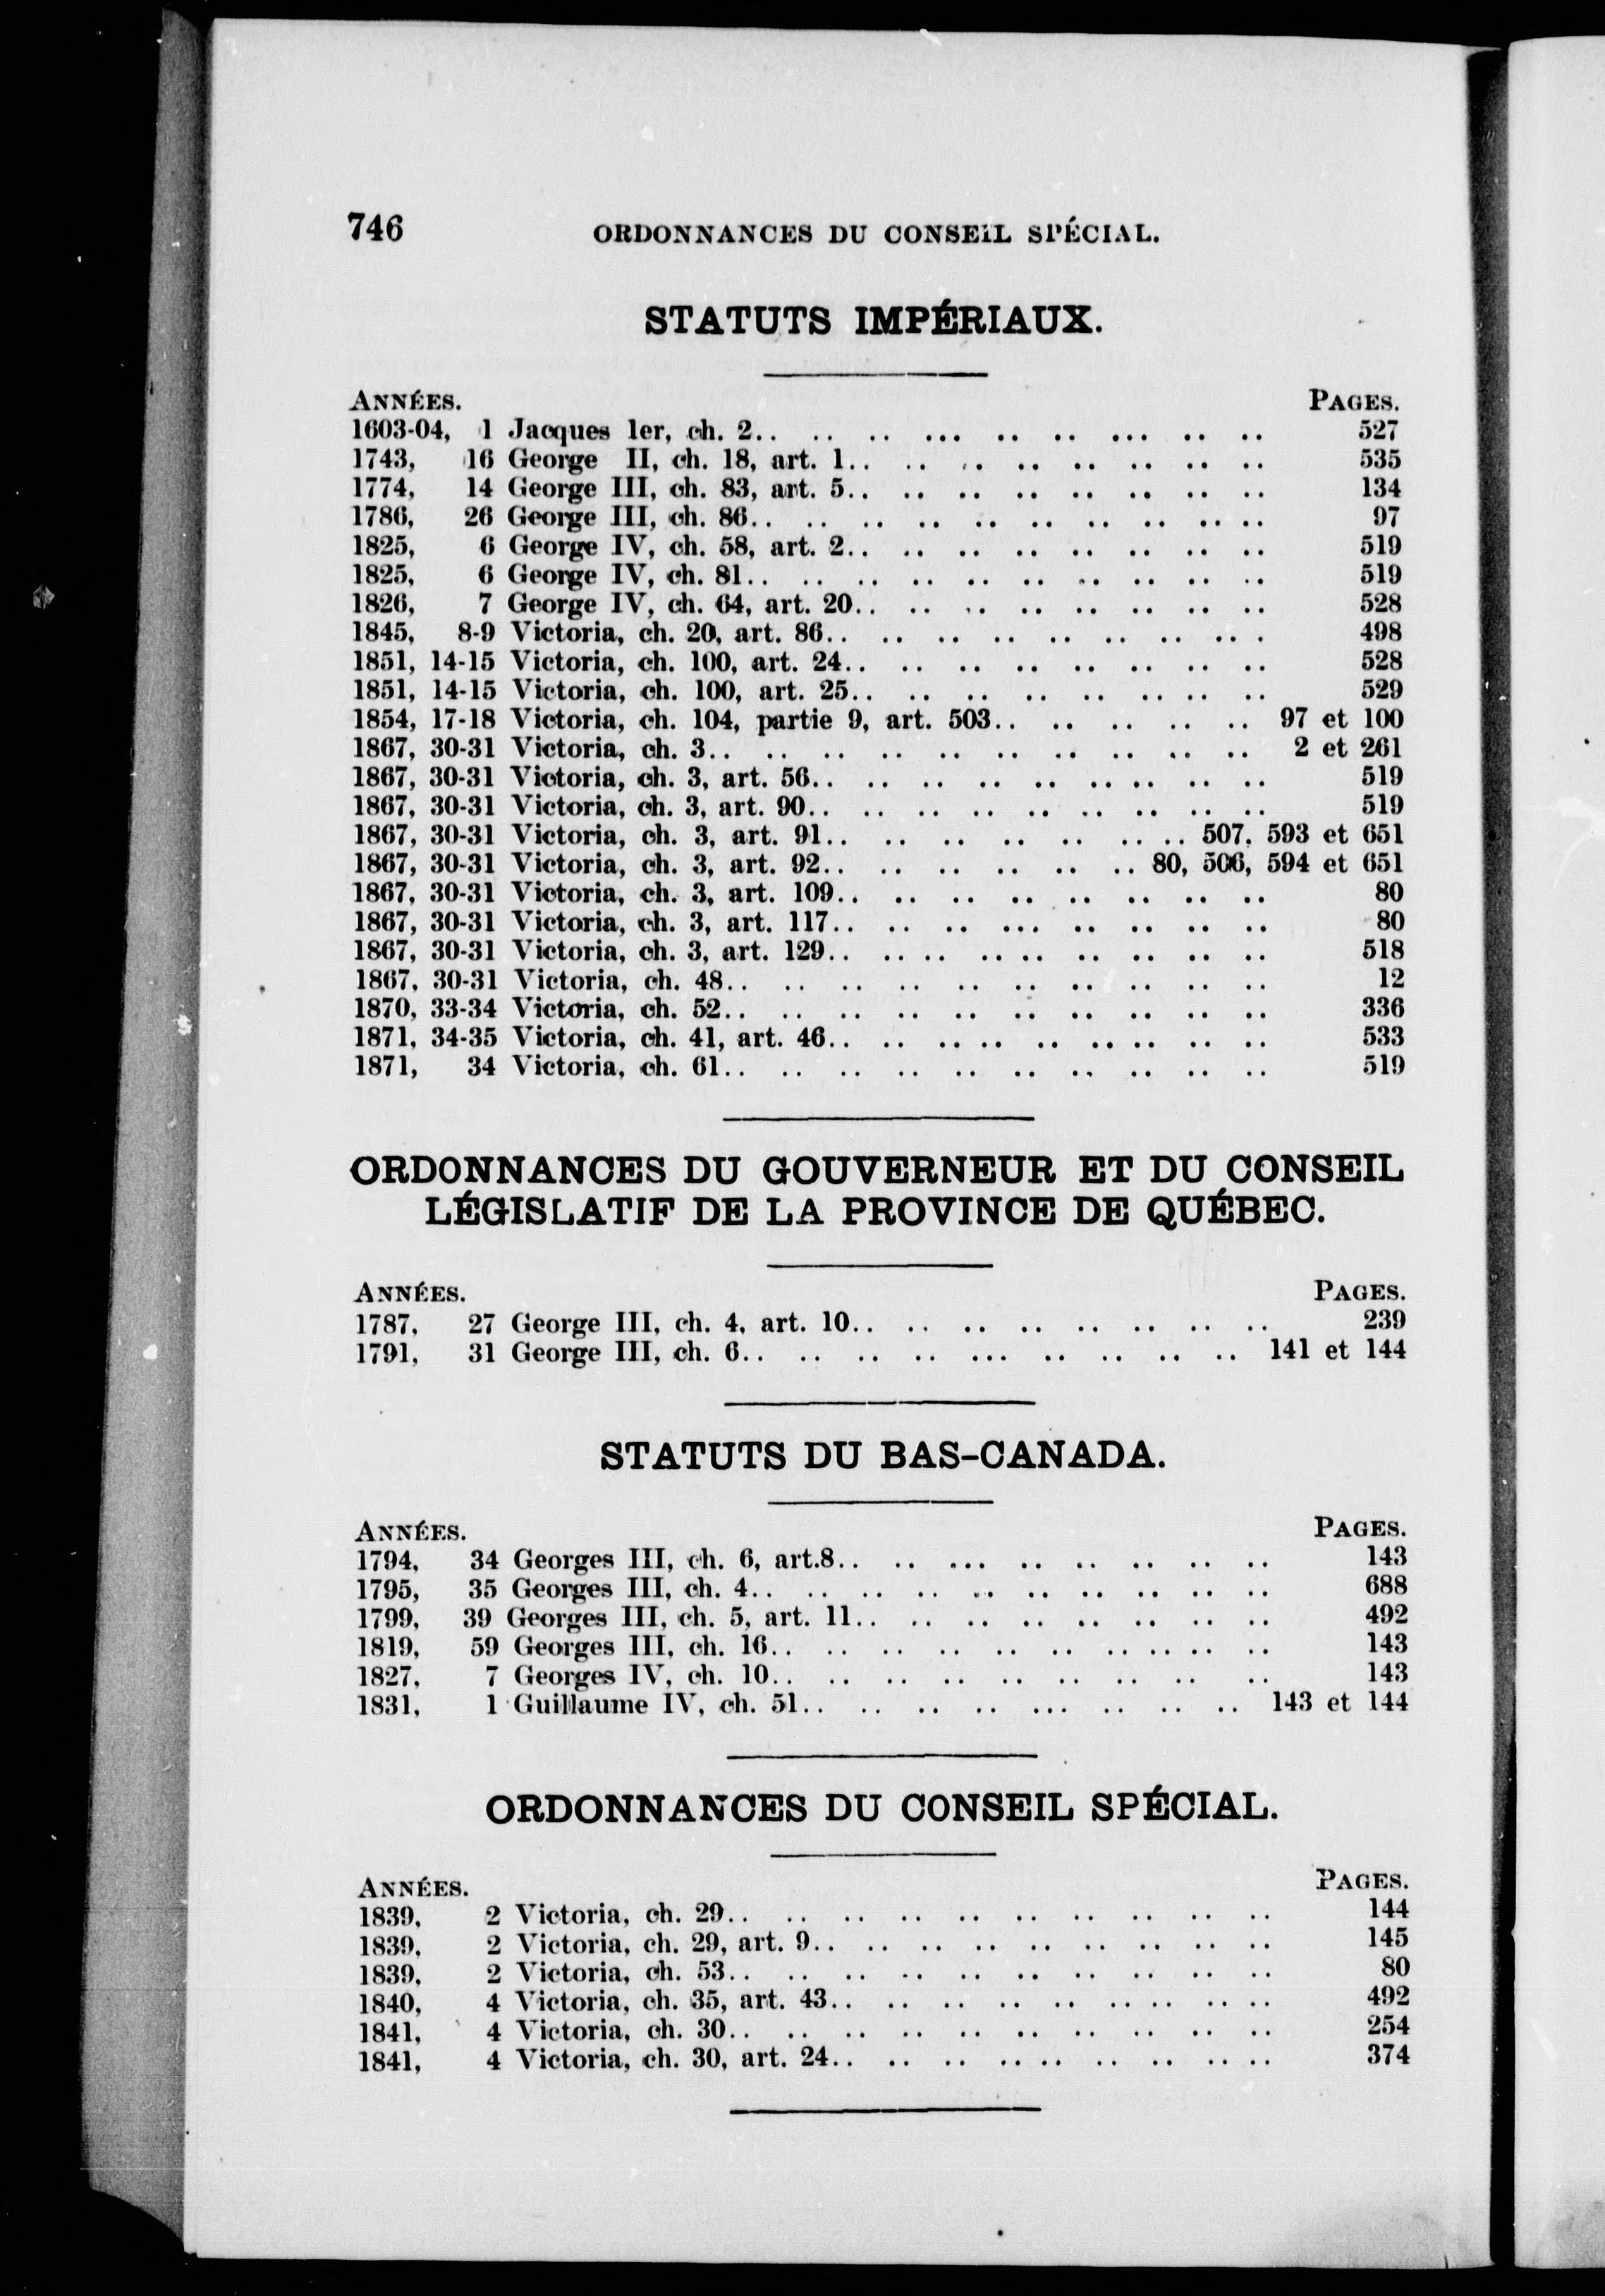 746 ORDONNANCES DU CONSEIL SPÉCIAL.
STATUTS IMPÉRIAUX.
ANNÉES. PAGES.
1603-04, 1 Jacques 1er, ch. 2.. .. .. ... .. .. ... .. .. 527
1743, 16 George II, ch. 18, art. 1.. .. .. .. .. .. .. .. 535
1774, 14 George III, ch. 83, art. 5.. .. .. .. .. .. .. .. 134
1786, 26 George III, ch. 86.. .. .. .. .. .. .. .. .. .. 97
1825, 6 George IV, ch. 58, art. 2.. .. .. .. .. .. .. .. 519
1825, 6 George IV, ch. 81.. .. .. .. .. .. .. .. .. .. 519
1826, 7 George IV, ch. 64, art. 20.. .. .. .. .. .. .. .. 528
1845, 8-9 Victoria, ch. 20, art. 86.. .. .. .. .. .. .. .. . 498
1851, 14-15 Victoria, ch. 100, art. 24.. .. .. .. .. .. .. .. 528
1851, 14-15 Victoria, ch. 100, art. 25.. .. .. .. .. .. .. .. 529
1854, 17-18 Victoria, ch. 104, partie 9, art. 503.. .. .. .. .. 97 et 100
1867, 30-31 Victoria, ch. 3.. .. .. .. .. .. .. .. .. .. 2 et 261
1867, 30-31 Victoria, ch. 3, art. 56.. .. .. .. .. .. .. .. .. 519
1867, 30-31 Victoria, ch. 3, art. 90.. .. .. .. .. .. .. .. .. 519
1867, 30-31 Victoria, ch. 3, art. 91.. .. .. .. .. .. .. 507, 593 et 651
1867, 30-31 Victoria, ch. 3, art. 92.. .. .. .. .. .. 80, 506, 594 et 651
1867, 30-31 Victoria, ch. 3, art. 109.. .. .. .. .. .. .. .. 80
1867, 30-31 Victoria, ch. 3, art. 117.. .. .. ... .. .. .. .. 80
1867, 30-31 Victoria, ch. 3, art. 129.. .. .. .. .. .. .. .. .. 518
1867, 30-31 Victoria, ch. 48.. .. .. .. .. .. .. .. .. .. 12
1870, 33-34 Victoria, ch. 52.. .. .. .. .. .. .. .. .. .. 336
1871, 34-35 Victoria, ch. 41, art. 46.. .. .. .. .. .. .. .. .. 533
1871, 34 Victoria, ch. 61.. .. .. .. .. .. .. .. .. .. 519
ORDONNANCES DU GOUVERNEUR ET DU CONSEIL
LÉGISLATIF DE LA PROVINCE DE QUÉBEC.
ANNÉES. PAGES.
1787, 27 George III, ch. 4, art. 10.. .. .. .. .. .. .. .. 239
1791, 31 George III, ch. 6.. .. .. .. ... .. .. .. .. 141 et 144
STATUTS DU BAS-CANADA.
ANNÉES. PAGES.
1794, 34 Georges III, ch. 6, art.8.. .. ... .. .. .. .. .. 143
1795, 35 Georges III, ch. 4.. .. .. .. .. .. .. .. .. .. 688
1799, 39 Georges III, ch. 5, art. 11.. .. .. .. .. .. .. .. 492
1819, 59 Georges III, ch. 16.. .. .. .. .. .. .. .. .. .. 143
1827, 7 Georges IV, ch. 10.. .. .. .. .. .. .. .. .. 143
1831, 1 Guillaume IV, ch. 51.. .. .. .. ... .. .. .. 143 et 144
ORDONNANCES DU CONSEIL SPÉCIAL.
ANNÉES. PAGES.
1839, 2 Victoria, ch. 29.. .. .. .. .. .. .. .. .. .. 144
1839, 2 Victoria, ch. 29, art. 9.. .. .. .. .. .. .. .. .. 145
1839, 2 Victoria, ch. 53.. .. .. .. .. .. .. .. .. .. 80
1840, 4 Victoria, ch. 35, art. 43.. .. .. .. .. .. .. .. .. 492
1841, 4 Victoria, ch. 30.. .. .. .. .. .. .. .. .. .. 254
1841, 4 Victoria, ch. 30, art. 24.. .. .. .. .. .. .. .. .. 374